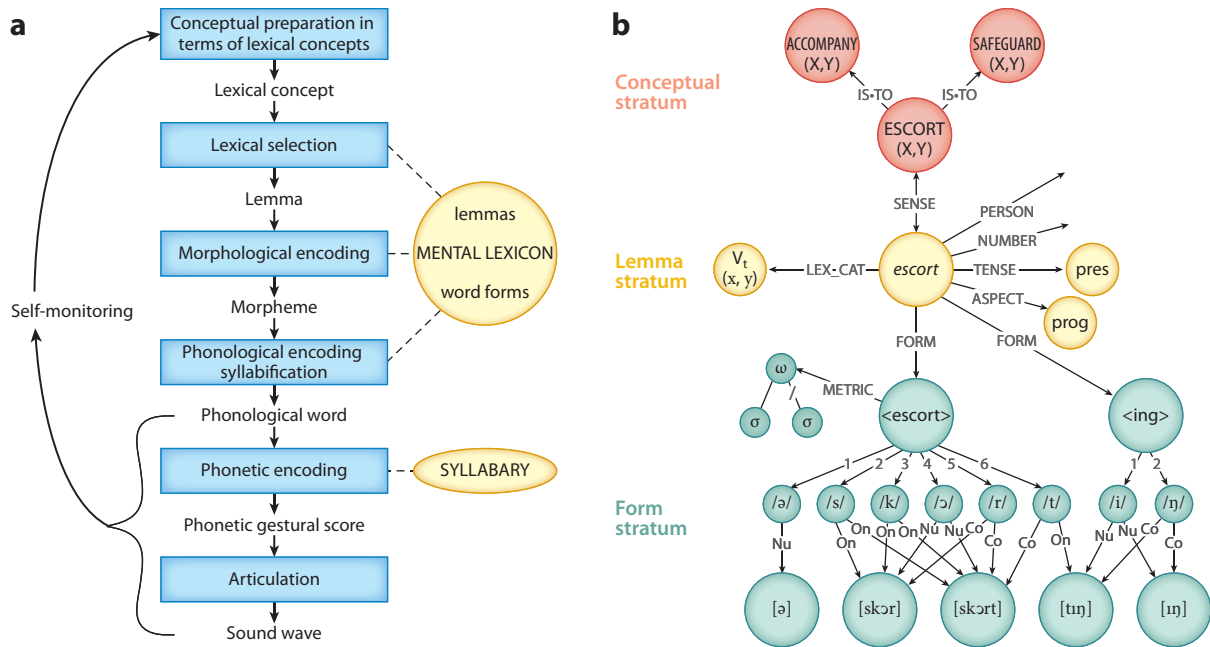 a
Conceptual preparation in
terms of lexical concepts
Lexical concept
Lexical selection
Lemma
Morphological encoding
Morpheme
Phonological encoding
syllabification
Phonological word
Phonetic encoding
Phonetic gestural score
Articulation
Sound wave
Self-monitoring
lemmas
MENTAL LEXICON
word forms
SYLLABARY
b
Conceptual
stratum
ACCOMPANY
(X,Y)
SAFEGUARD
(X,Y)
IS•TO
IS•TO
ESCORT
(X,Y)
SENSE
Lemma
stratum
Vt
(x, y)
LEX_CAT
escort
PERSON
NUMBER
TENSE
pres
ASPECT
prog
FORM
FORM
ω
/
σ
σ
METRIC
<escort>
<ing>
1
2
3
4
5
6
1
2
Form
stratum
/ə/
/s/
/k/
/ɔ/
/r/
/t/
/i/
/ŋ/
Nu
On
On
On
On
Nu
Nu
Co
Co
Co
On
Nu
Nu
Co
Co
[ə]
[skɔr]
[skɔrt]
[tıŋ]
[ıŋ]